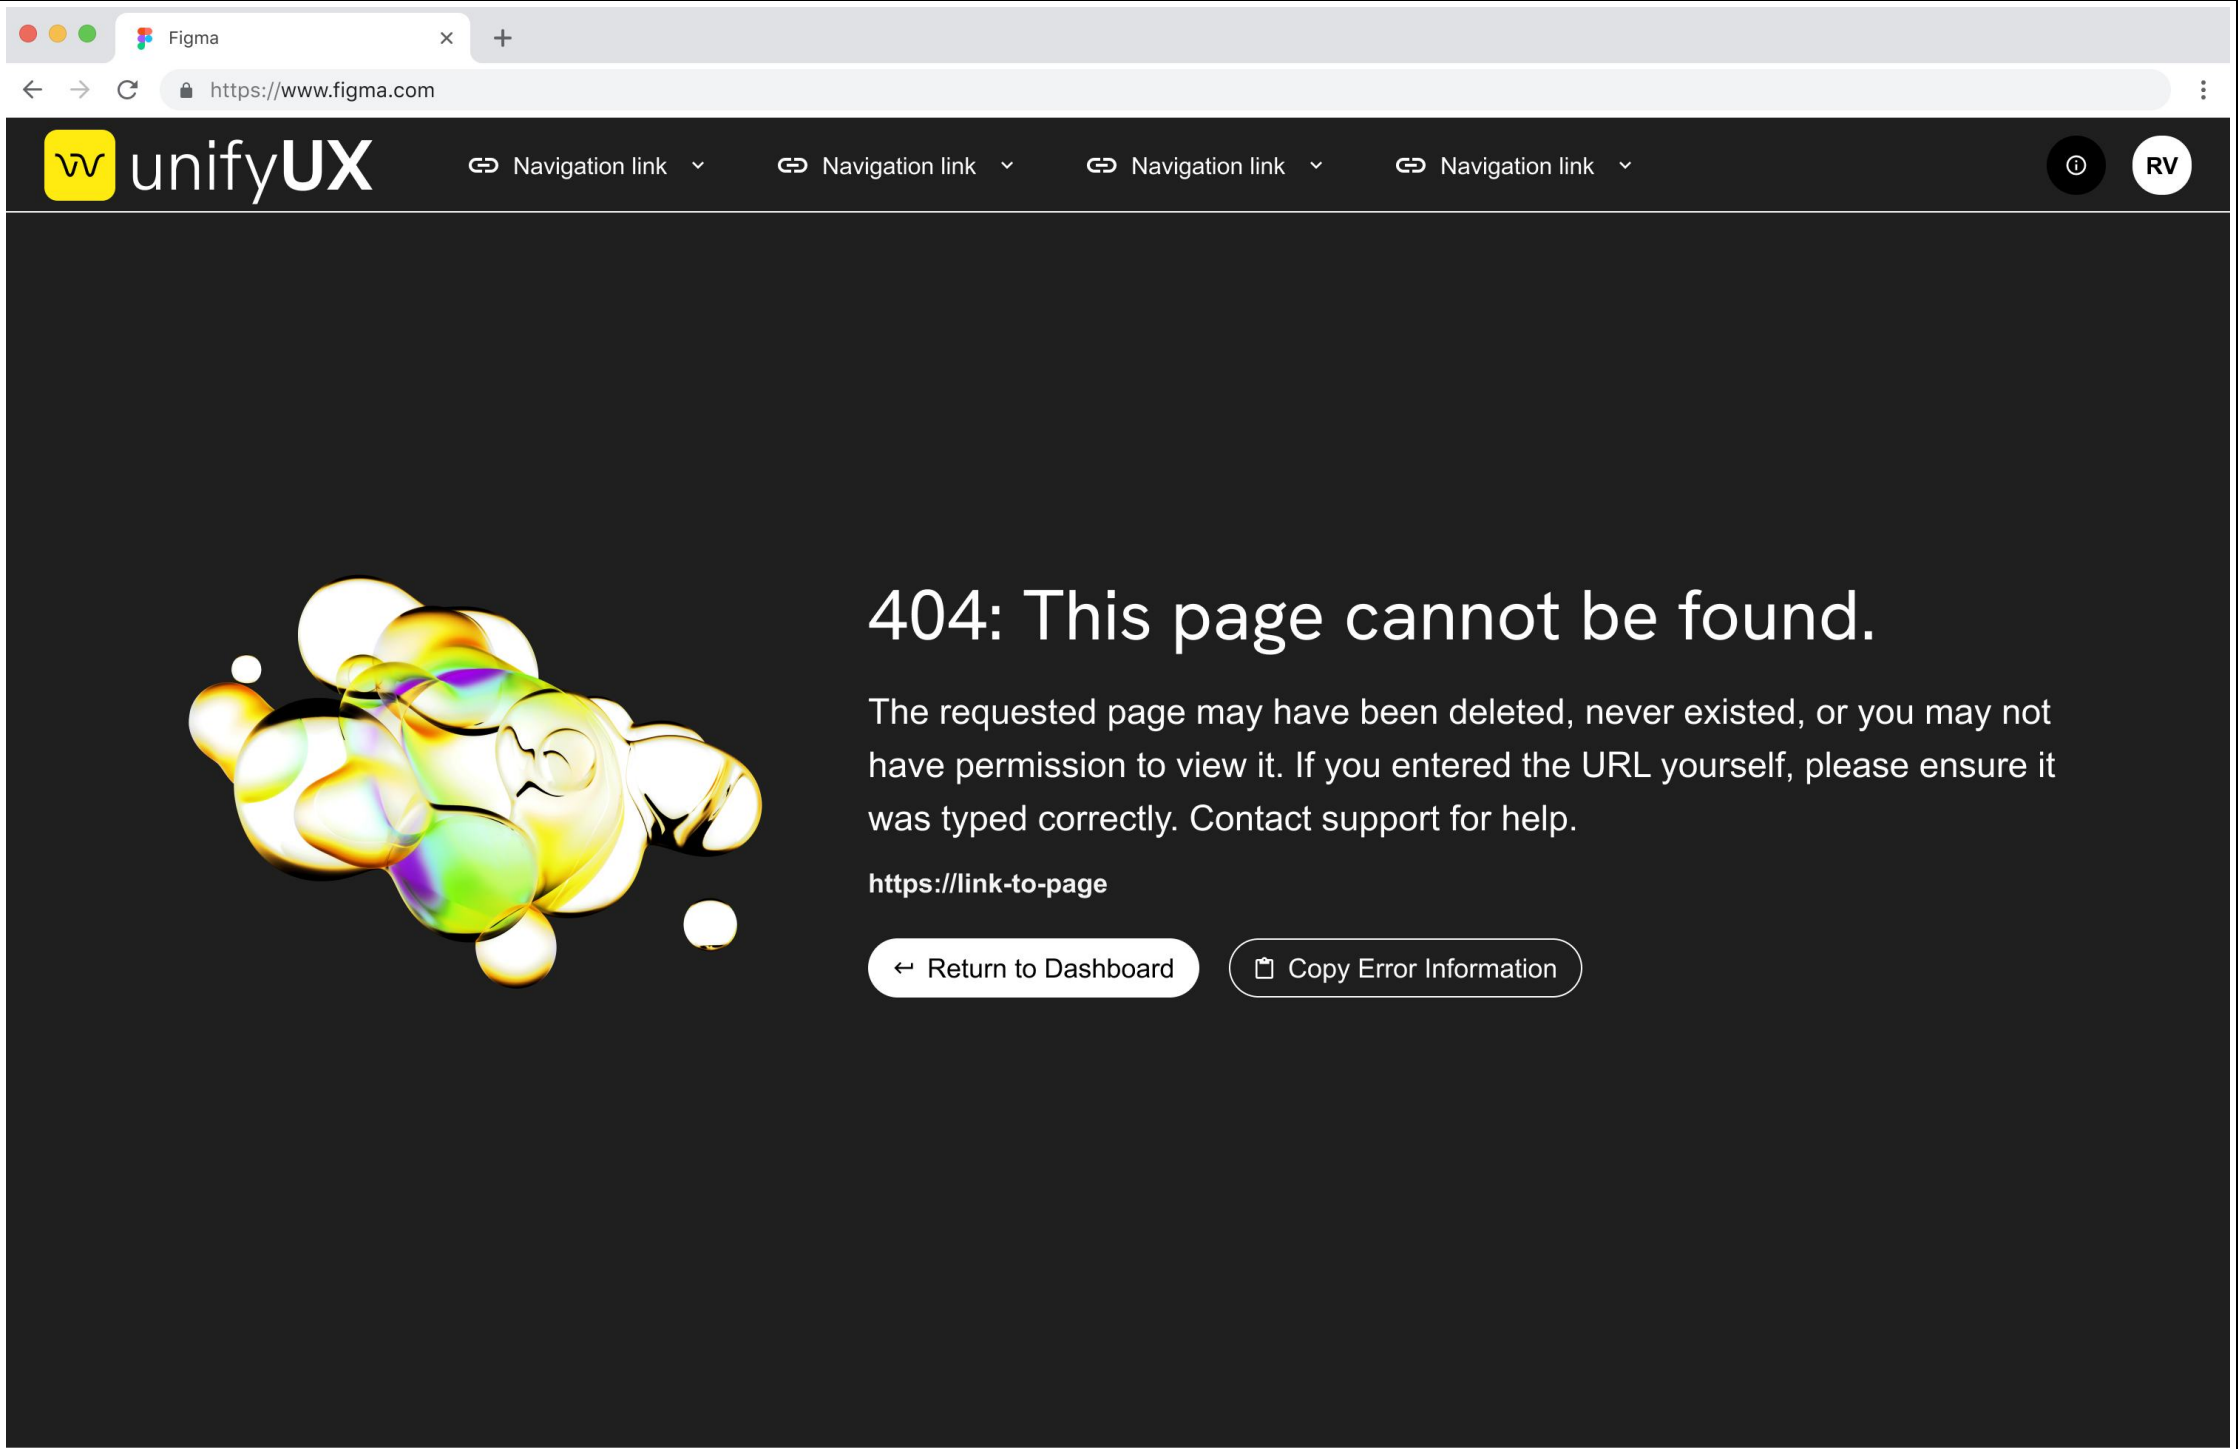 Figma
https://www.figma.com
unifyUX
Navigation link
Navigation link
Navigation link
Navigation link
RV
404: This page cannot be found.
The requested page may have been deleted, never existed, or you may not
have permission to view it. If you entered the URL yourself, please ensure it
was typed correctly. Contact support for help.
https://link-to-page
Return to Dashboard
Copy Error Information